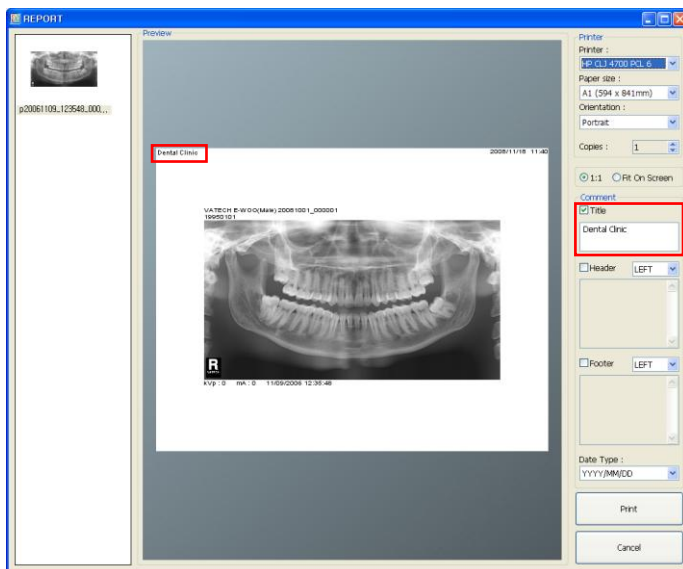 REPORT
p20061109_123548_000,,,
Preview
Dental Clinic
2006/11/15 11:40
VATECH E-WOO(Male) 20061001_000001
19950101
R
kVp : 0 mA : 0 11/09/2006 12:35:48
Printer
Printer :
HP CLJ 4700 PCL 6
Paper size :
A1 (594 x 841mm)
Orientation :
Portrait
Copies : 1
1:1 Fit On Screen
Comment
Title
Dental Clinic
Header LEFT
Footer LEFT
Date Type :
YYYY/MM/DD
Print
Cancel